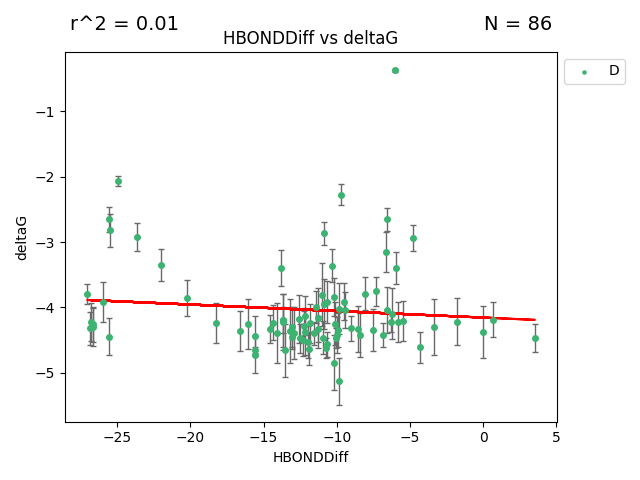 r^2 = 0.01
N = 86
HBONDDiff vs deltaG
D
deltaG
−1
−2
−3
−4
−5
−25
−20
−15
−10
−5
0
5
HBONDDiff